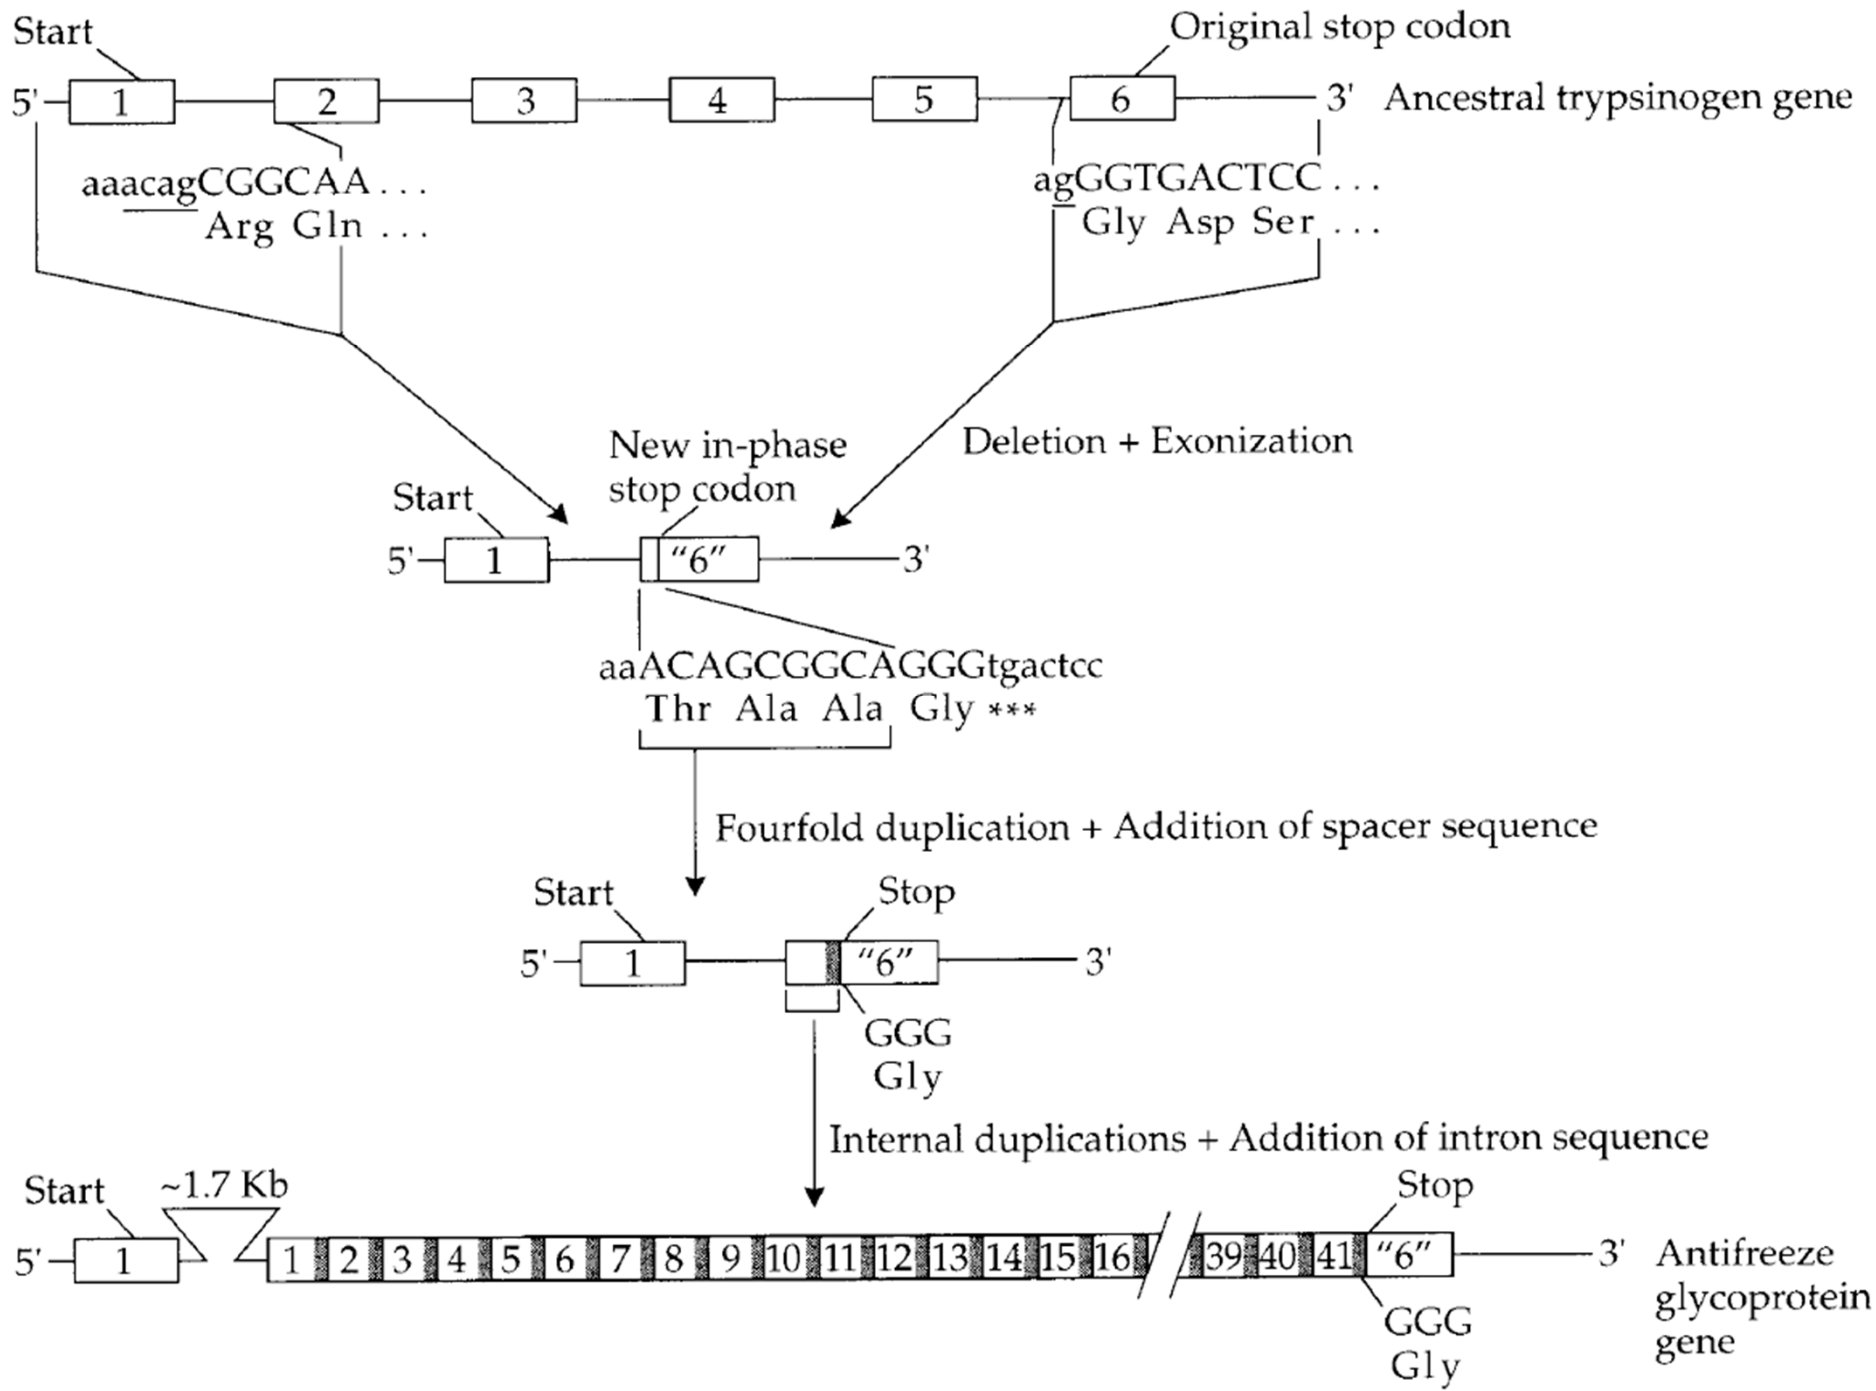 Start
Original stop codon
5' 1 2 3 4 5 6 3' Ancestral trypsinogen gene
aaacagCGGCAA... agGGTGACTCC...
Arg Gln ... Gly Asp Ser ...
Deletion + Exonization
New in-phase
stop codon
Start
5' 1 "6" 3'
aaACAGCGGCAGGGtgactcc
Thr Ala Ala Gly ***
Fourfold duplication + Addition of spacer sequence
Start Stop
5' 1 "6" 3'
GGG
Gly
Internal duplications + Addition of intron sequence
Start ~1.7 Kb Stop
5' 1 1 2 3 4 5 6 7 8 9 10 11 12 13 14 15 16 39 40 41 "6" 3' Antifreeze
glycoprotein
gene
GGG
Gly